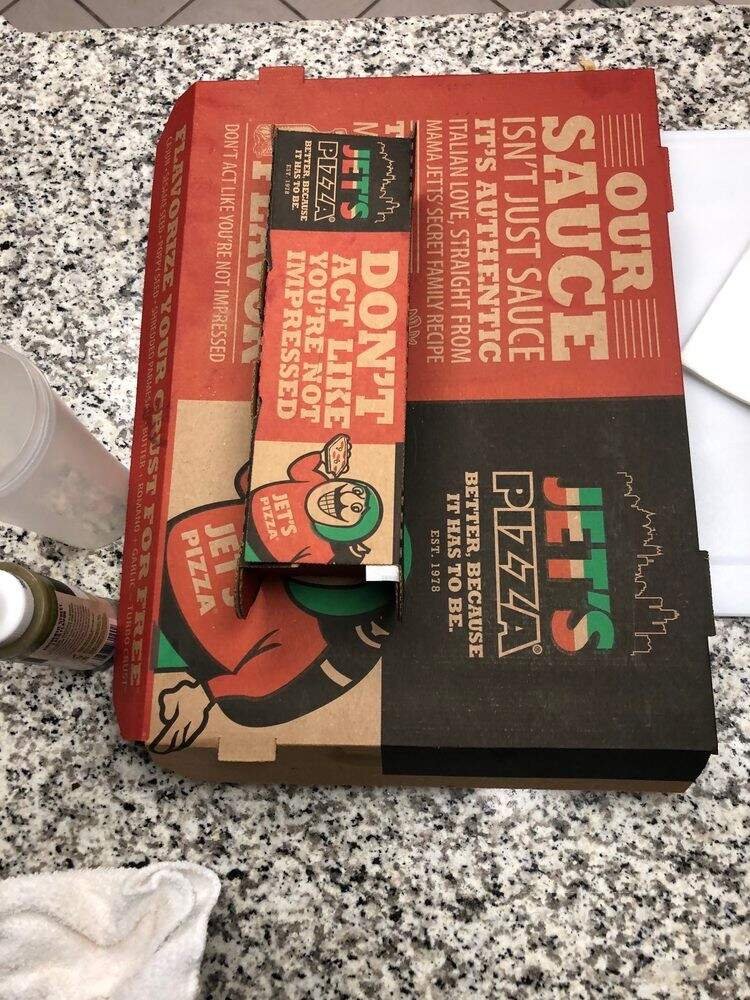 OUR
SAUCE
ISN'T JUST SAUCE
IT'S AUTHENTIC
ITALIAN LOVE, STRAIGHT FROM
MAMA JETTS' SECRET FAMILY RECIPE
DON'T ACT LIKE YOU'RE NOT IMPRESSED
JET'S
PIZZA®
BETTER, BECAUSE
IT HAS TO BE.
EST. 1978
JET'S
PIZZA
BETTER, BECAUSE
IT HAS TO BE.
EST. 1978
DON'T
ACT LIKE
YOU'RE NOT
IMPRESSED
JET'S
PIZZA
PIZZA
FLAVORIZE YOUR CRUST FOR FREE